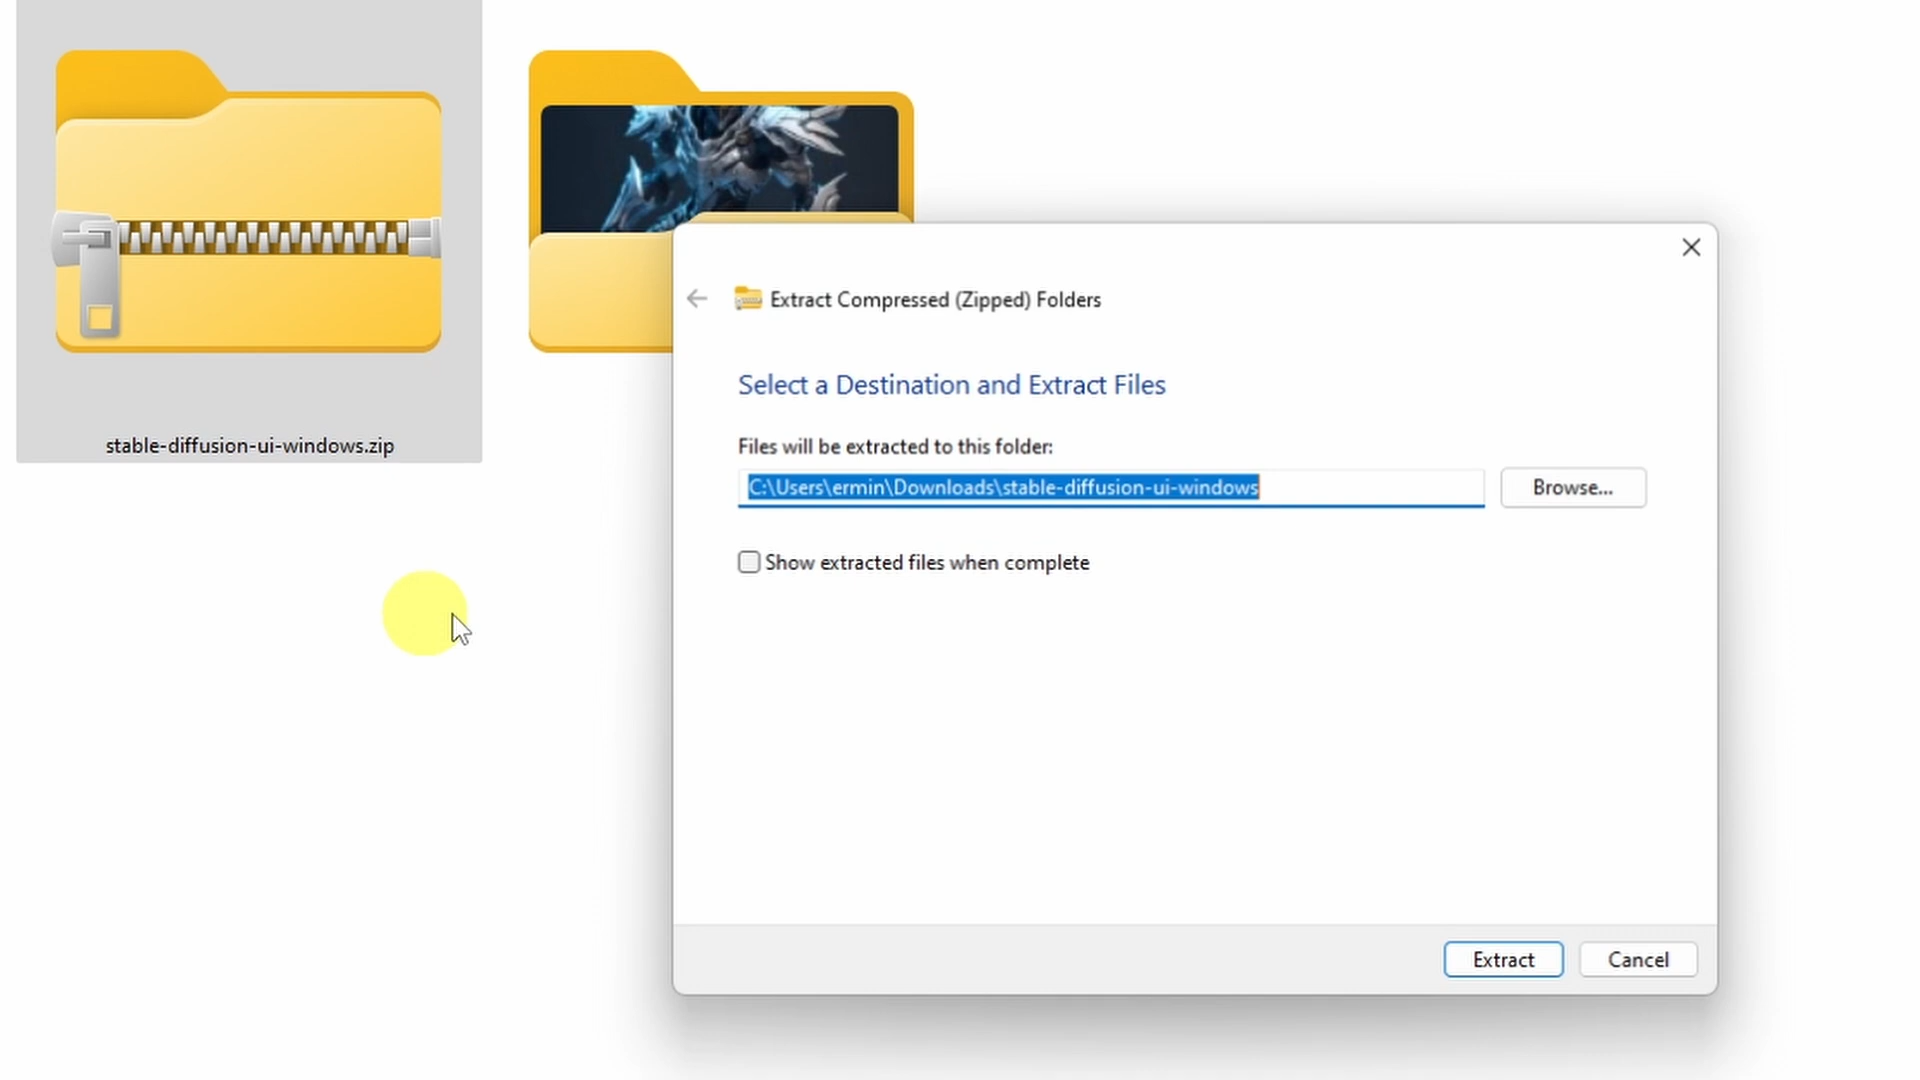 stable-diffusion-ui-windows.zip
Extract Compressed (Zipped) Folders
Select a Destination and Extract Files
Files will be extracted to this folder:
C:\Users\ermin\Downloads\stable-diffusion-ui-windows
Browse...
Show extracted files when complete
Extract
Cancel